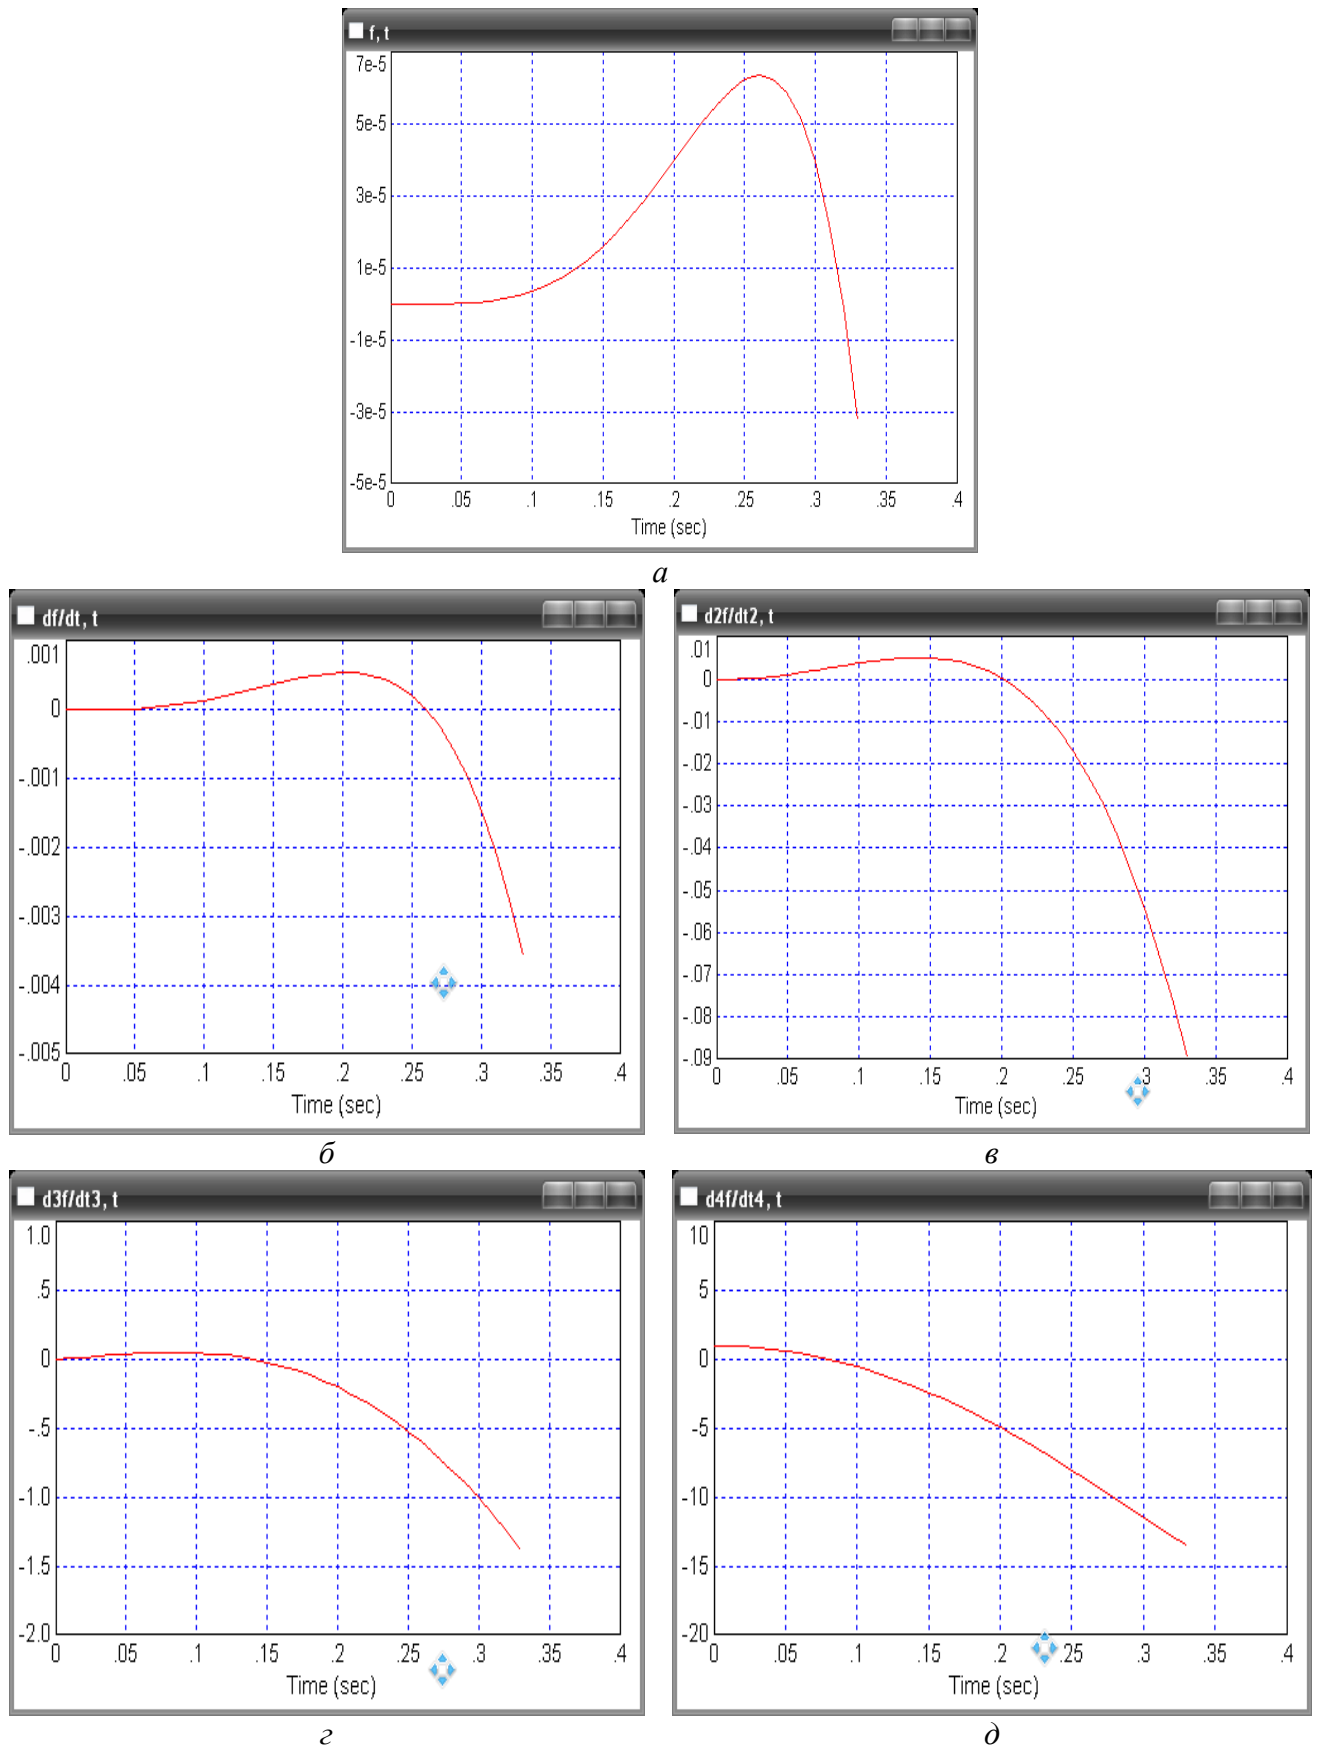 f, t
7e-5
5e-5
3e-5
1e-5
-1e-5
-3e-5
-5e-5
0 .05 .1 .15 .2 .25 .3 .35 .4
Time (sec)
а
df/dt, t
.001
0
-.001
-.002
-.003
-.004
-.005
0 .05 .1 .15 .2 .25 .3 .35 .4
Time (sec)
б
d2f/dt2, t
.01
0
-.01
-.02
-.03
-.04
-.05
-.06
-.07
-.08
-.09
0 .05 .1 .15 .2 .25 .3 .35 .4
Time (sec)
в
d3f/dt3, t
1.0
.5
0
-.5
-1.0
-1.5
-2.0
0 .05 .1 .15 .2 .25 .3 .35 .4
Time (sec)
г
d4f/dt4, t
10
5
0
-5
-10
-15
-20
0 .05 .1 .15 .2 .25 .3 .35 .4
Time (sec)
д